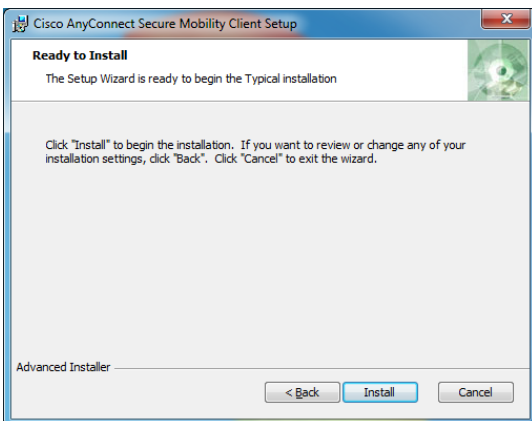 Cisco AnyConnect Secure Mobility Client Setup
Ready to Install
The Setup Wizard is ready to begin the Typical installation
Click "Install" to begin the installation.  If you want to review or change any of your
installation settings, click "Back".  Click "Cancel" to exit the wizard.
Advanced Installer
< Back
Install
Cancel